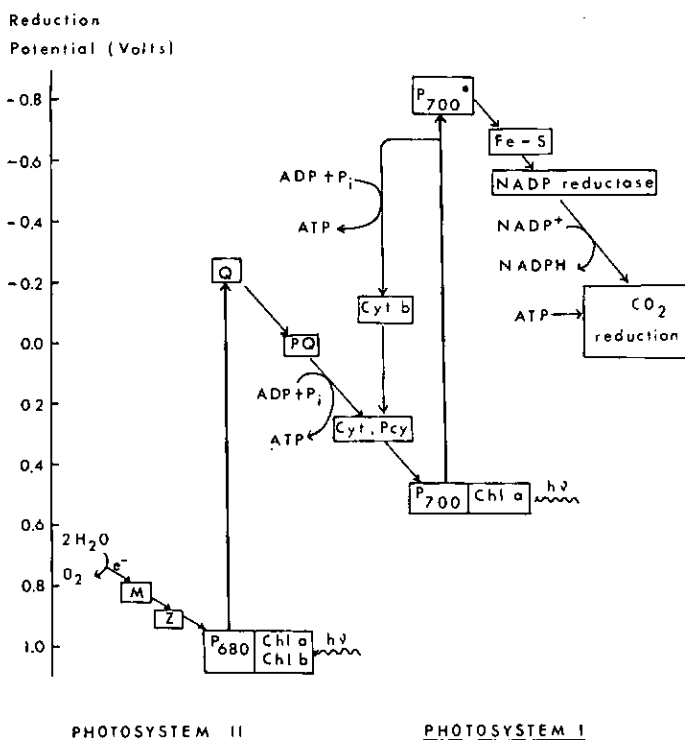 Reduction
Potential (Volts)
-0.8
-0.6
-0.4
-0.2
0.0
0.2
0.4
0.6
0.8
1.0
P700*
Fe-S
NADP reductase
ADP+Pi
ATP
NADP+
NADPH
Q
Cyt b
ATP
CO2
reduction
PQ
ADP+Pi
ATP
Cyt, Pcy
P700
Chl a
hν
2H2O
e-
O2
M
Z
P680
Chl a
Chl b
hν
PHOTOSYSTEM II
PHOTOSYSTEM I